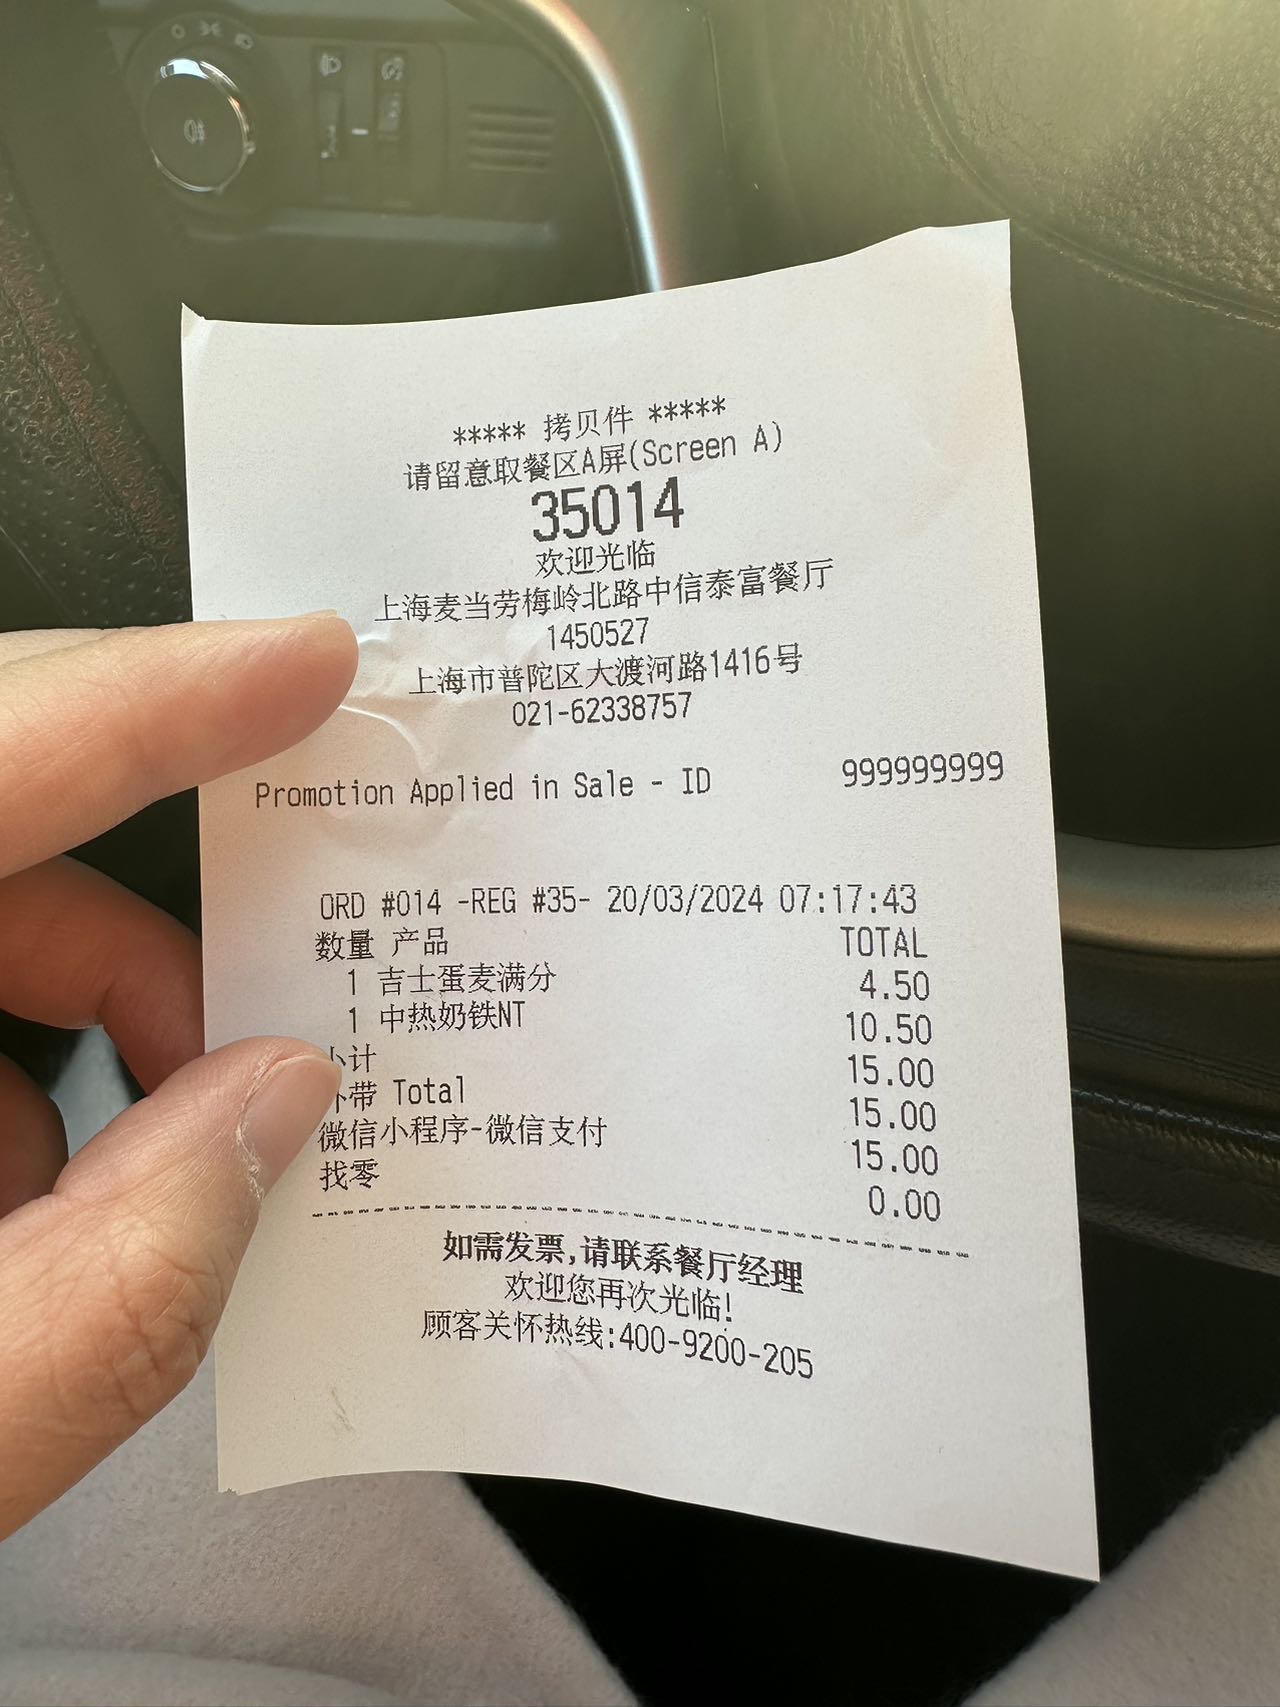 ***** 拷贝件 *****
请留意取餐区A屏(Screen A)
35014
欢迎光临
上海麦当劳梅岭北路中信泰富餐厅
1450527
上海市普陀区大渡河路1416号
021-62338757
Promotion Applied in Sale - ID 999999999
ORD #014 -REG #35- 20/03/2024 07:17:43
数量 产品 TOTAL
1 吉士蛋麦满分 4.50
1 中热奶铁NT 10.50
小计 15.00
外带 Total 15.00
微信小程序-微信支付 15.00
找零 0.00
如需发票,请联系餐厅经理
欢迎您再次光临!
顾客关怀热线:400-9200-205